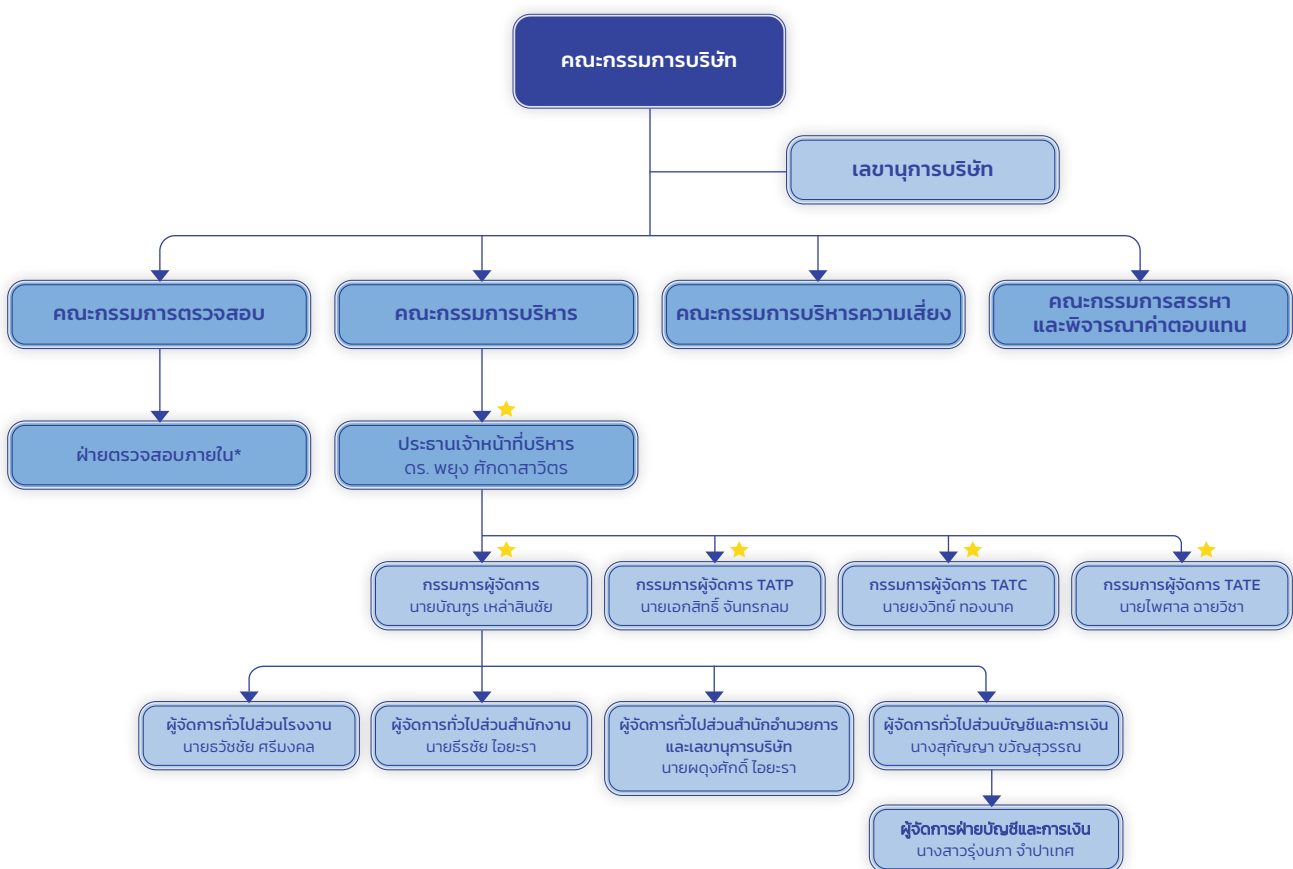 คณะกรรมการบริษัท
เลขานุการบริษัท
คณะกรรมการตรวจสอบ
คณะกรรมการบริหาร
คณะกรรมการบริหารความเสี่ยง
คณะกรรมการสรรหา
และพิจารณาค่าตอบแทน
ฝ่ายตรวจสอบภายใน*
ประธานเจ้าหน้าที่บริหาร
ดร. พยุง ศักดาสาวิตร
กรรมการผู้จัดการ
นายบัณฑูร เหล่าสินชัย
กรรมการผู้จัดการ TATP
นายเอกสิทธิ์ จันทรกลม
กรรมการผู้จัดการ TATC
นายยงวิทย์ ทองนาค
กรรมการผู้จัดการ TATE
นายไพศาล ฉายวิชา
ผู้จัดการทั่วไปส่วนโรงงาน
นายธวัชชัย ศรีมงคล
ผู้จัดการทั่วไปส่วนสำนักงาน
นายธีรชัย ไอยะรา
ผู้จัดการทั่วไปส่วนสำนักอำนวยการ
และเลขานุการบริษัท
นายผดุงศักดิ์ ไอยะรา
ผู้จัดการทั่วไปส่วนบัญชีและการเงิน
นางสุกัญญา ขวัญสุวรรณ
ผู้จัดการฝ่ายบัญชีและการเงิน
นางสาวรุ่งนภา จำปาเทศ